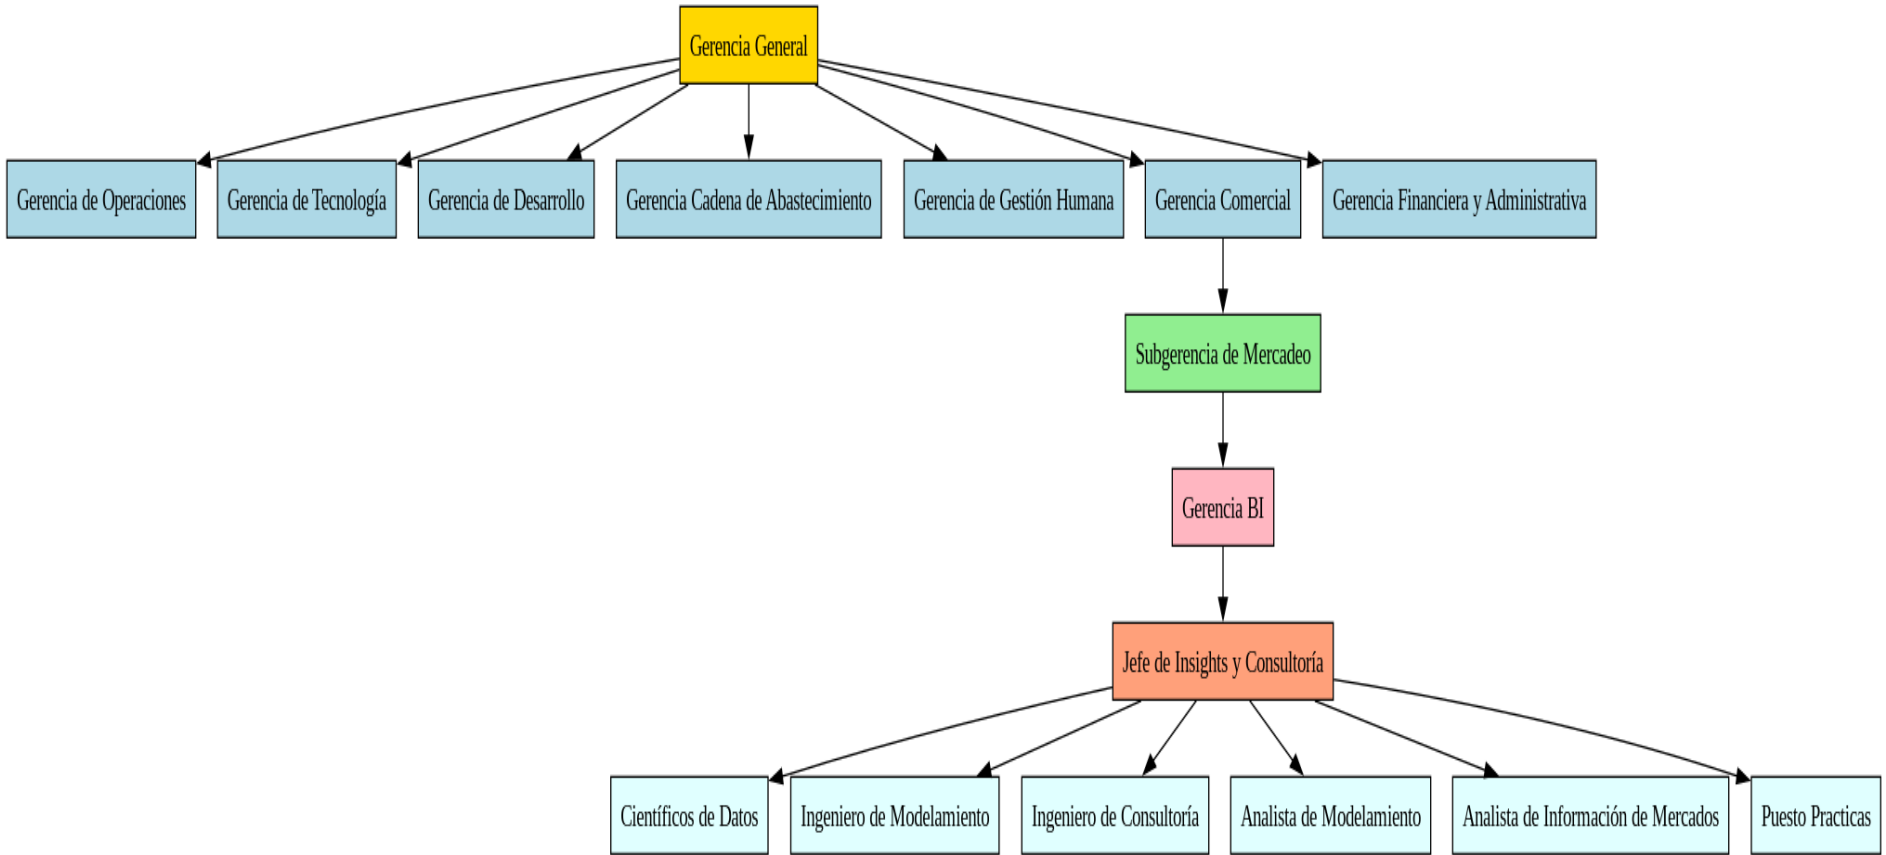 Gerencia General
Gerencia de Operaciones
Gerencia de Tecnología
Gerencia de Desarrollo
Gerencia Cadena de Abastecimiento
Gerencia de Gestión Humana
Gerencia Comercial
Gerencia Financiera y Administrativa
Subgerencia de Mercadeo
Gerencia BI
Jefe de Insights y Consultoría
Científicos de Datos
Ingeniero de Modelamiento
Ingeniero de Consultoría
Analista de Modelamiento
Analista de Información de Mercados
Puesto Practicas